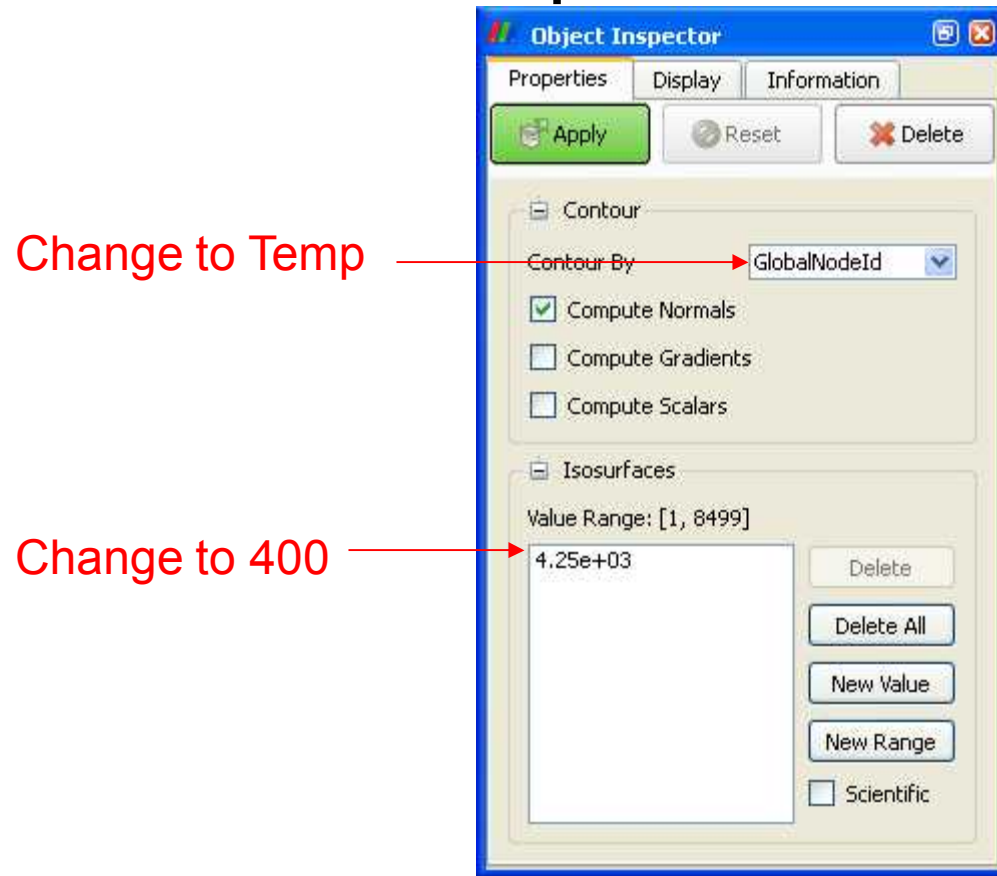 Object Inspector
Properties Display Information
Apply Reset Delete
Contour
Change to Temp
Contour By GlobalNodeId
Compute Normals
Compute Gradients
Compute Scalars
Isosurfaces
Value Range: [1, 8499]
Change to 400
4.25e+03
Delete
Delete All
New Value
New Range
Scientific